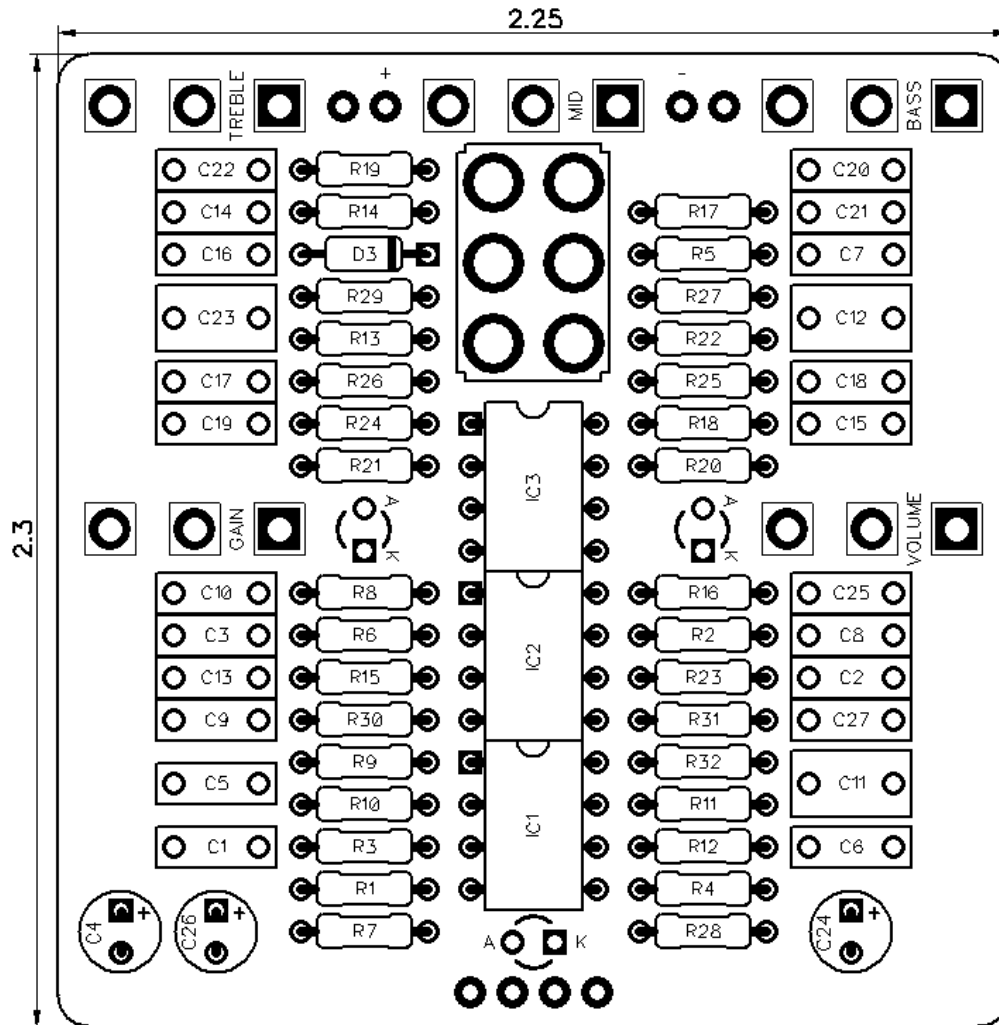 2.25
+ -
TREBLE MID BASS
C22 R19 C20
C14 R14 R17 C21
C16 D3 R5 C7
R29 R27
C23 C12
R13 R22
C17 R26 R25 C18
C19 R24 R18 C15
R21 IC3 R20
A A
2.3 GAIN VOLUME
K K
C10 R8 R16 C25
C3 R6 R2 C8
IC2
C13 R15 R23 C2
C9 R30 R31 C27
R9 R32
C5 C11
R10 R11
IC1
C1 R3 R12 C6
R1 R4
+ + +
C4 C26 R7 R28 C24
A K